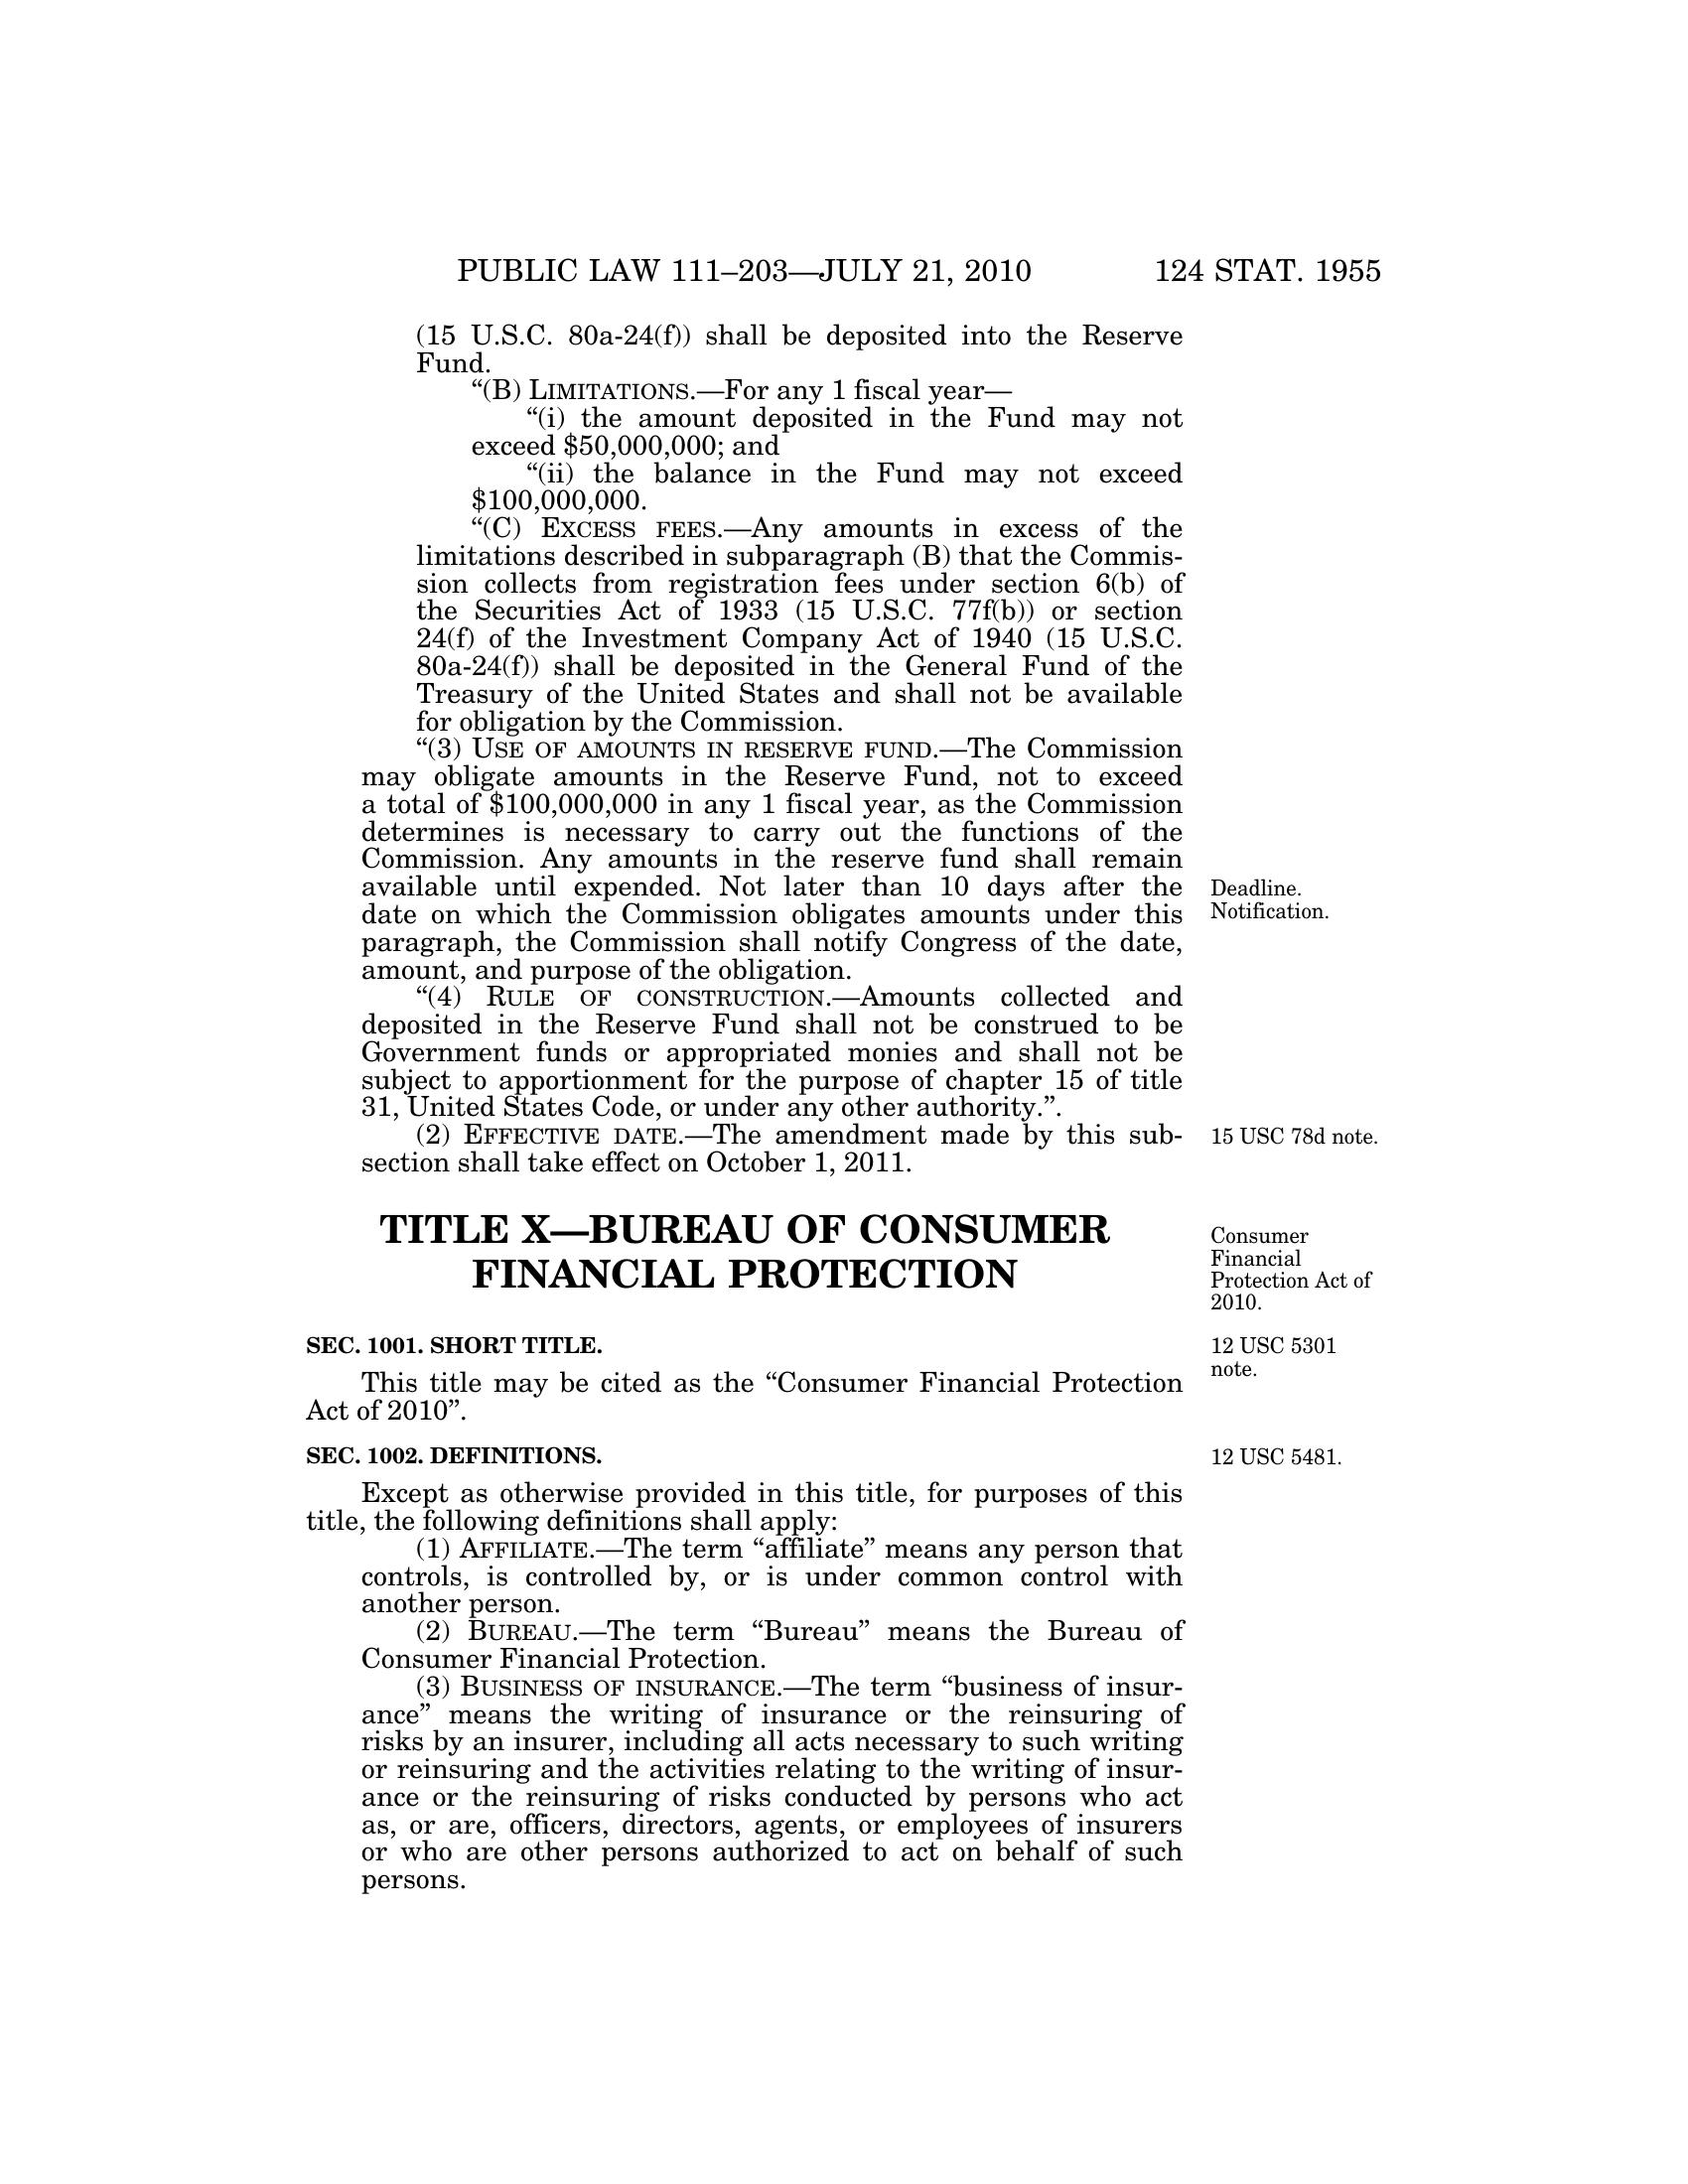 PUBLIC LAW 111–203—JULY 21, 2010 124 STAT. 1955
(15 U.S.C. 80a-24(f)) shall be deposited into the Reserve
Fund.
“(B) LIMITATIONS.—For any 1 fiscal year—
“(i) the amount deposited in the Fund may not
exceed $50,000,000; and
“(ii) the balance in the Fund may not exceed
$100,000,000.
“(C) EXCESS FEES.—Any amounts in excess of the
limitations described in subparagraph (B) that the Commis-
sion collects from registration fees under section 6(b) of
the Securities Act of 1933 (15 U.S.C. 77f(b)) or section
24(f) of the Investment Company Act of 1940 (15 U.S.C.
80a-24(f)) shall be deposited in the General Fund of the
Treasury of the United States and shall not be available
for obligation by the Commission.
“(3) USE OF AMOUNTS IN RESERVE FUND.—The Commission
may obligate amounts in the Reserve Fund, not to exceed
a total of $100,000,000 in any 1 fiscal year, as the Commission
determines is necessary to carry out the functions of the
Commission. Any amounts in the reserve fund shall remain
available until expended. Not later than 10 days after the
date on which the Commission obligates amounts under this
paragraph, the Commission shall notify Congress of the date,
amount, and purpose of the obligation.
Deadline.
Notification.
“(4) RULE OF CONSTRUCTION.—Amounts collected and
deposited in the Reserve Fund shall not be construed to be
Government funds or appropriated monies and shall not be
subject to apportionment for the purpose of chapter 15 of title
31, United States Code, or under any other authority.”.
(2) EFFECTIVE DATE.—The amendment made by this sub-
section shall take effect on October 1, 2011.
15 USC 78d note.
TITLE X—BUREAU OF CONSUMER
FINANCIAL PROTECTION
Consumer
Financial
Protection Act of
2010.
SEC. 1001. SHORT TITLE.
12 USC 5301
note.
This title may be cited as the “Consumer Financial Protection
Act of 2010”.
SEC. 1002. DEFINITIONS.
12 USC 5481.
Except as otherwise provided in this title, for purposes of this
title, the following definitions shall apply:
(1) AFFILIATE.—The term “affiliate” means any person that
controls, is controlled by, or is under common control with
another person.
(2) BUREAU.—The term “Bureau” means the Bureau of
Consumer Financial Protection.
(3) BUSINESS OF INSURANCE.—The term “business of insur-
ance” means the writing of insurance or the reinsuring of
risks by an insurer, including all acts necessary to such writing
or reinsuring and the activities relating to the writing of insur-
ance or the reinsuring of risks conducted by persons who act
as, or are, officers, directors, agents, or employees of insurers
or who are other persons authorized to act on behalf of such
persons.